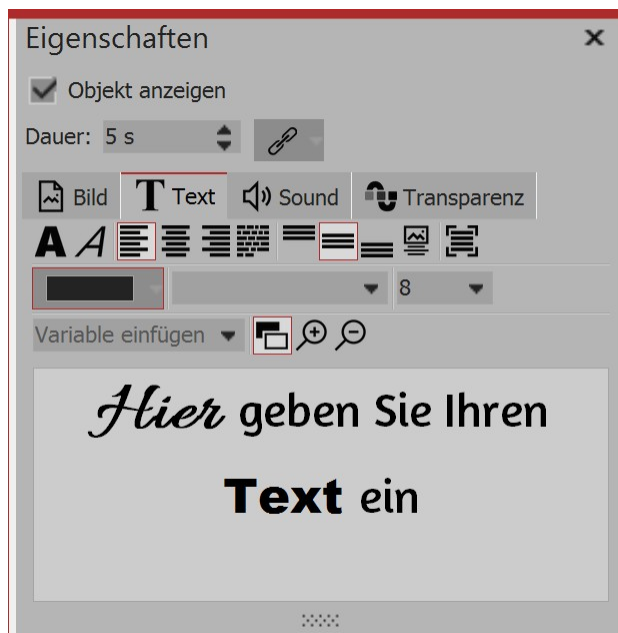 Eigenschaften
Objekt anzeigen
Dauer: 5 s
Bild Text Sound Transparenz
8
Variable einfügen
Hier geben Sie Ihren
Text ein